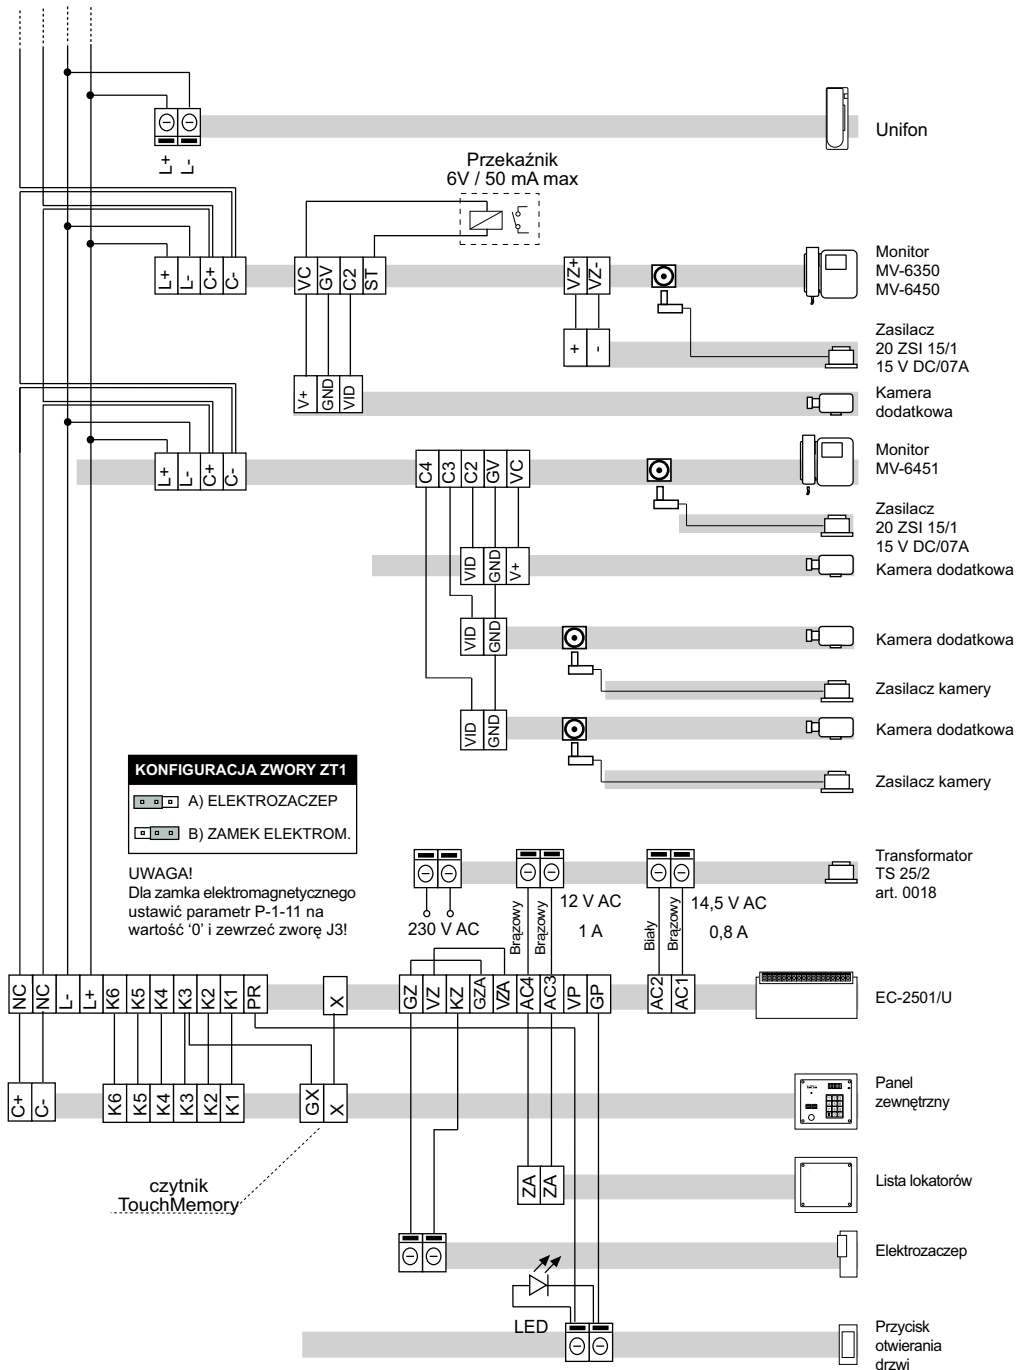 L+
L-
Unifon
Przekaźnik
6V / 50 mA max
L+
L-
C+
C-
VC
GV
C2
ST
VZ+
VZ-
Monitor
MV-6350
MV-6450
+
-
Zasilacz
20 ZSI 15/1
15 V DC/07A
V+
GND
VID
Kamera
dodatkowa
L+
L-
C+
C-
C4
C3
C2
GV
VC
Monitor
MV-6451
Zasilacz
20 ZSI 15/1
15 V DC/07A
VID
GND
V+
Kamera dodatkowa
VID
GND
Kamera dodatkowa
Zasilacz kamery
VID
GND
Kamera dodatkowa
Zasilacz kamery
KONFIGURACJA ZWORY ZT1
A) ELEKTROZACZEP
B) ZAMEK ELEKTROM.
UWAGA!
Dla zamka elektromagnetycznego
ustawić parametr P-1-11 na
wartość '0' i zewrzeć zworę J3!
Transformator
TS 25/2
art. 0018
230 V AC
Brązowy
Brązowy
12 V AC
1 A
Biały
Brązowy
14,5 V AC
0,8 A
NC
NC
L-
L+
K6
K5
K4
K3
K2
K1
PR
X
GZ
VZ
KZ
GZA
VZA
AC4
AC3
VP
GP
AC2
AC1
EC-2501/U
C+
C-
K6
K5
K4
K3
K2
K1
GX
X
Panel
zewnętrzny
czytnik
TouchMemory
ZA
ZA
Lista lokatorów
Elektrozaczep
LED
Przycisk
otwierania
drzwi